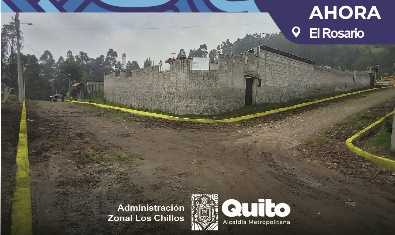 AHORA
El Rosario
Administración
Zonal Los Chillos
Quito
Alcaldía Metropolitana